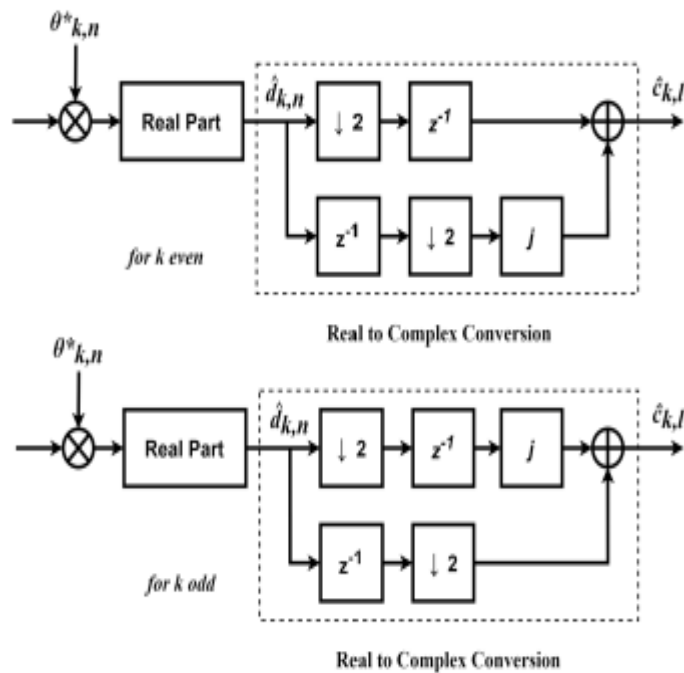 θ*k,n
Real Part
d̂k,n
↓ 2
z-1
ĉk,l
z-1
↓ 2
j
for k even
Real to Complex Conversion
θ*k,n
Real Part
d̂k,n
↓ 2
z-1
j
ĉk,l
z-1
↓ 2
for k odd
Real to Complex Conversion